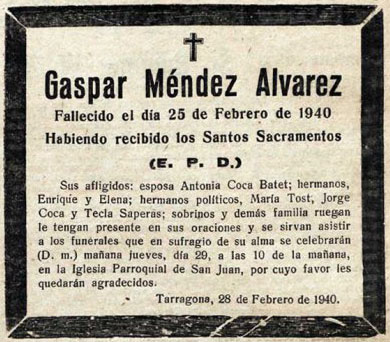 Gaspar Méndez Alvarez
Fallecido el día 25 de Febrero de 1940
Habiendo recibido los Santos Sacramentos
(E. P. D.)
Sus afligidos: esposa Antonia Coca Batet; hermanos,
Enrique y Elena; hermanos políticos, María Tost, Jorge
Coca y Tecla Saperas; sobrinos y demás familia ruegan
le tengan presente en sus oraciones y se sirvan asistir
a los funerales que en sufragio de su alma se celebrarán
(D. m.) mañana jueves, día 29, a las 10 de la mañana,
en la Iglesia Parroquial de San Juan, por cuyo favor les
quedarán agradecidos.
Tarragona, 28 de Febrero de 1940.